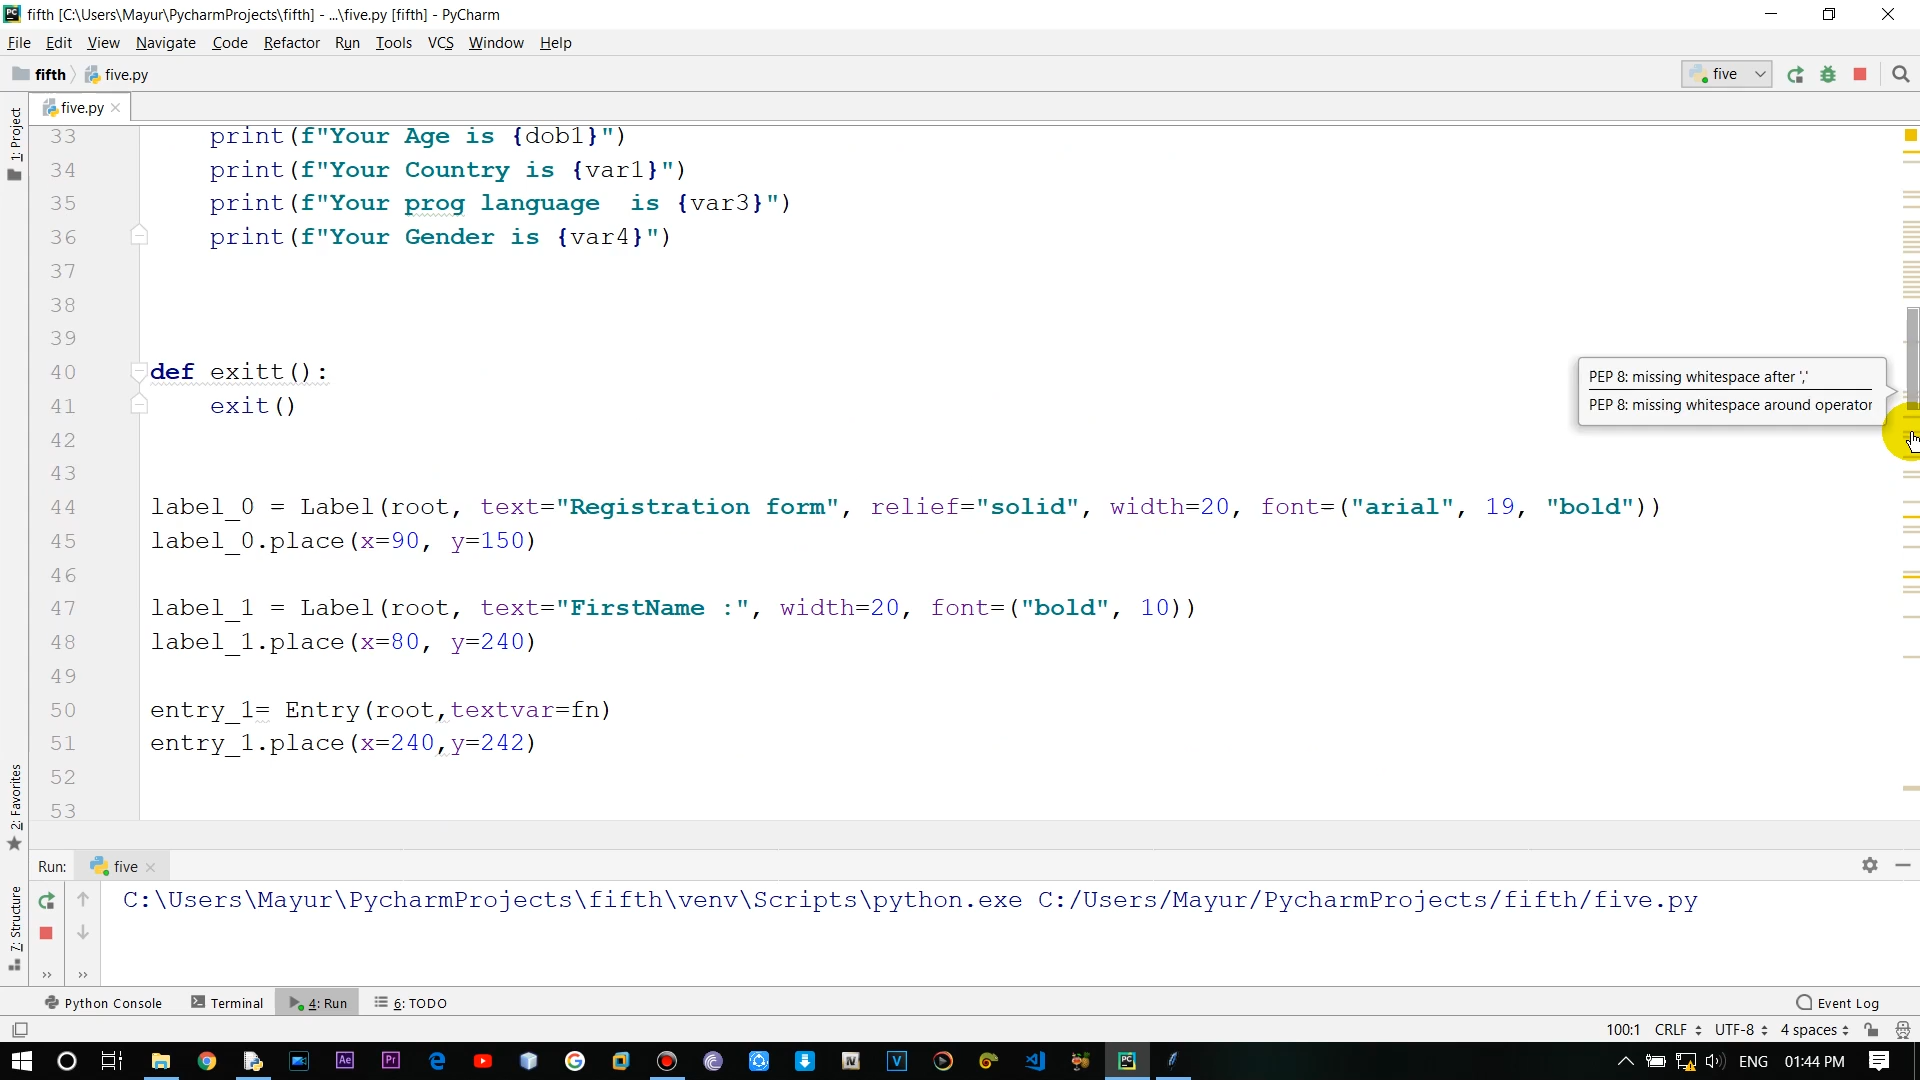 fifth [C:\Users\Mayur\PycharmProjects\fifth] - ...\five.py [fifth] - PyCharm
File Edit View Navigate Code Refactor Run Tools VCS Window Help
fifth five.py five
1: Project
five.py
33 print(f"Your Age is {dob1}")
34 print(f"Your Country is {var1}")
35 print(f"Your prog language  is {var3}")
36 print(f"Your Gender is {var4}")
37
38
39
40 def exitt():
41 exit()
42
43
PEP 8: missing whitespace after ','
PEP 8: missing whitespace around operator
44 label_0 = Label(root, text="Registration form", relief="solid", width=20, font=("arial", 19, "bold"))
45 label_0.place(x=90, y=150)
46
47 label_1 = Label(root, text="FirstName :", width=20, font=("bold", 10))
48 label_1.place(x=80, y=240)
49
50 entry_1= Entry(root,textvar=fn)
51 entry_1.place(x=240,y=242)
52
53
2: Favorites
7: Structure
Run: five
C:\Users\Mayur\PycharmProjects\fifth\venv\Scripts\python.exe C:/Users/Mayur/PycharmProjects/fifth/five.py
Python Console Terminal 4: Run 6: TODO Event Log
100:1 CRLF UTF-8 4 spaces
ENG 01:44 PM